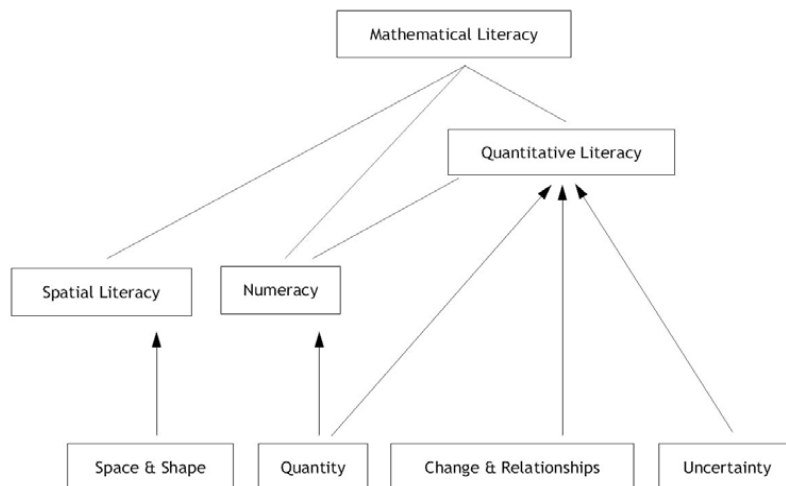 Mathematical Literacy
Quantitative Literacy
Spatial Literacy
Numeracy
Space & Shape
Quantity
Change & Relationships
Uncertainty